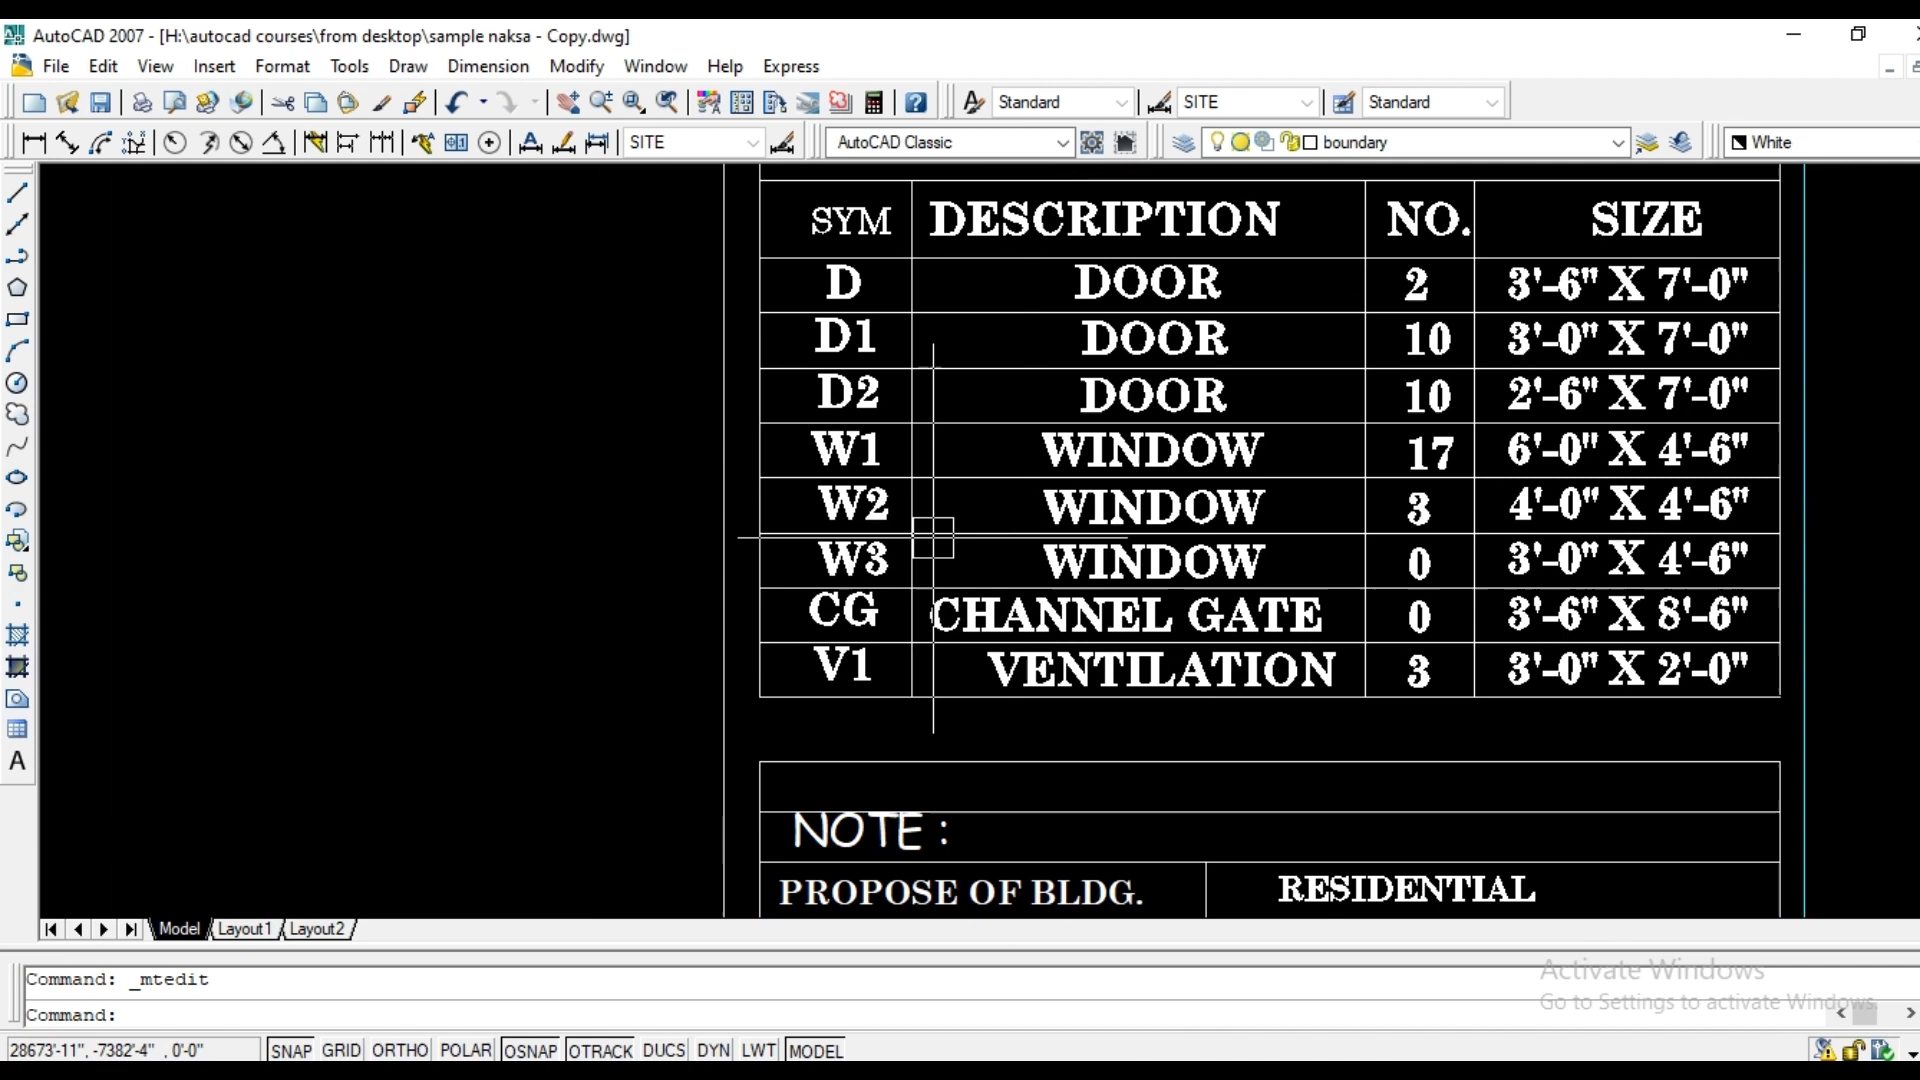 AutoCAD 2007 - [H:\autocad courses\from desktop\sample naksa - Copy.dwg]
File Edit View Insert Format Tools Draw Dimension Modify Window Help Express
Standard SITE Standard
SITE AutoCAD Classic boundary White
SYM DESCRIPTION NO. SIZE
D DOOR 2 3'-6" X 7'-0"
D1 DOOR 10 3'-0" X 7'-0"
D2 DOOR 10 2'-6" X 7'-0"
W1 WINDOW 17 6'-0" X 4'-6"
W2 WINDOW 3 4'-0" X 4'-6"
W3 WINDOW 0 3'-0" X 4'-6"
CG CHANNEL GATE 0 3'-6" X 8'-6"
V1 VENTILATION 3 3'-0" X 2'-0"
NOTE :
PROPOSE OF BLDG. RESIDENTIAL
Model Layout1 Layout2
Command: _mtedit
Command:
Activate Windows
Go to Settings to activate Windows.
28673'-11", -7382'-4" , 0'-0" SNAP GRID ORTHO POLAR OSNAP OTRACK DUCS DYN LWT MODEL